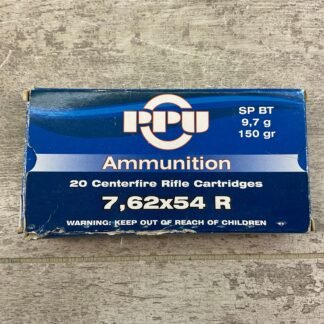 PPU
SP BT
9,7 g
150 gr
Ammunition
20 Centerfire Rifle Cartridges
7,62x54 R
WARNING: KEEP OUT OF REACH OF CHILDREN